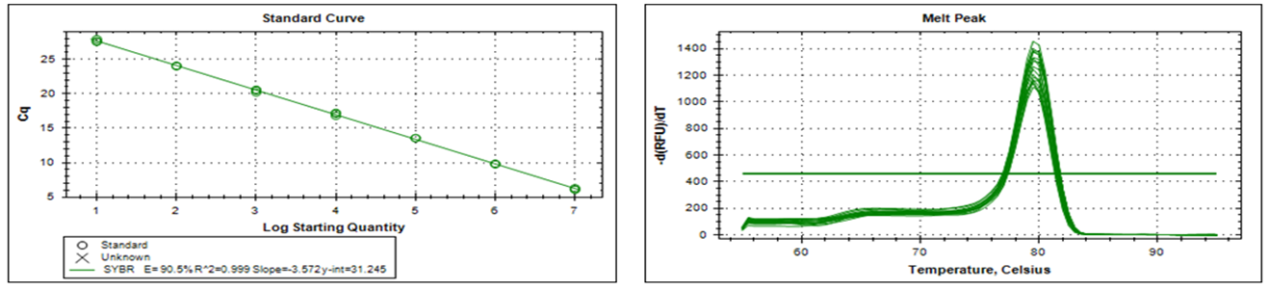 Standard Curve
25
20
15
10
5
Cq
1 2 3 4 5 6 7
Log Starting Quantity
Standard
Unknown
SYBR E= 90.5% R^2=0.999 Slope=-3.572 y-int=31.245
Melt Peak
1400
1200
1000
800
600
400
200
0
-d(RFU)/dT
60 70 80 90
Temperature, Celsius